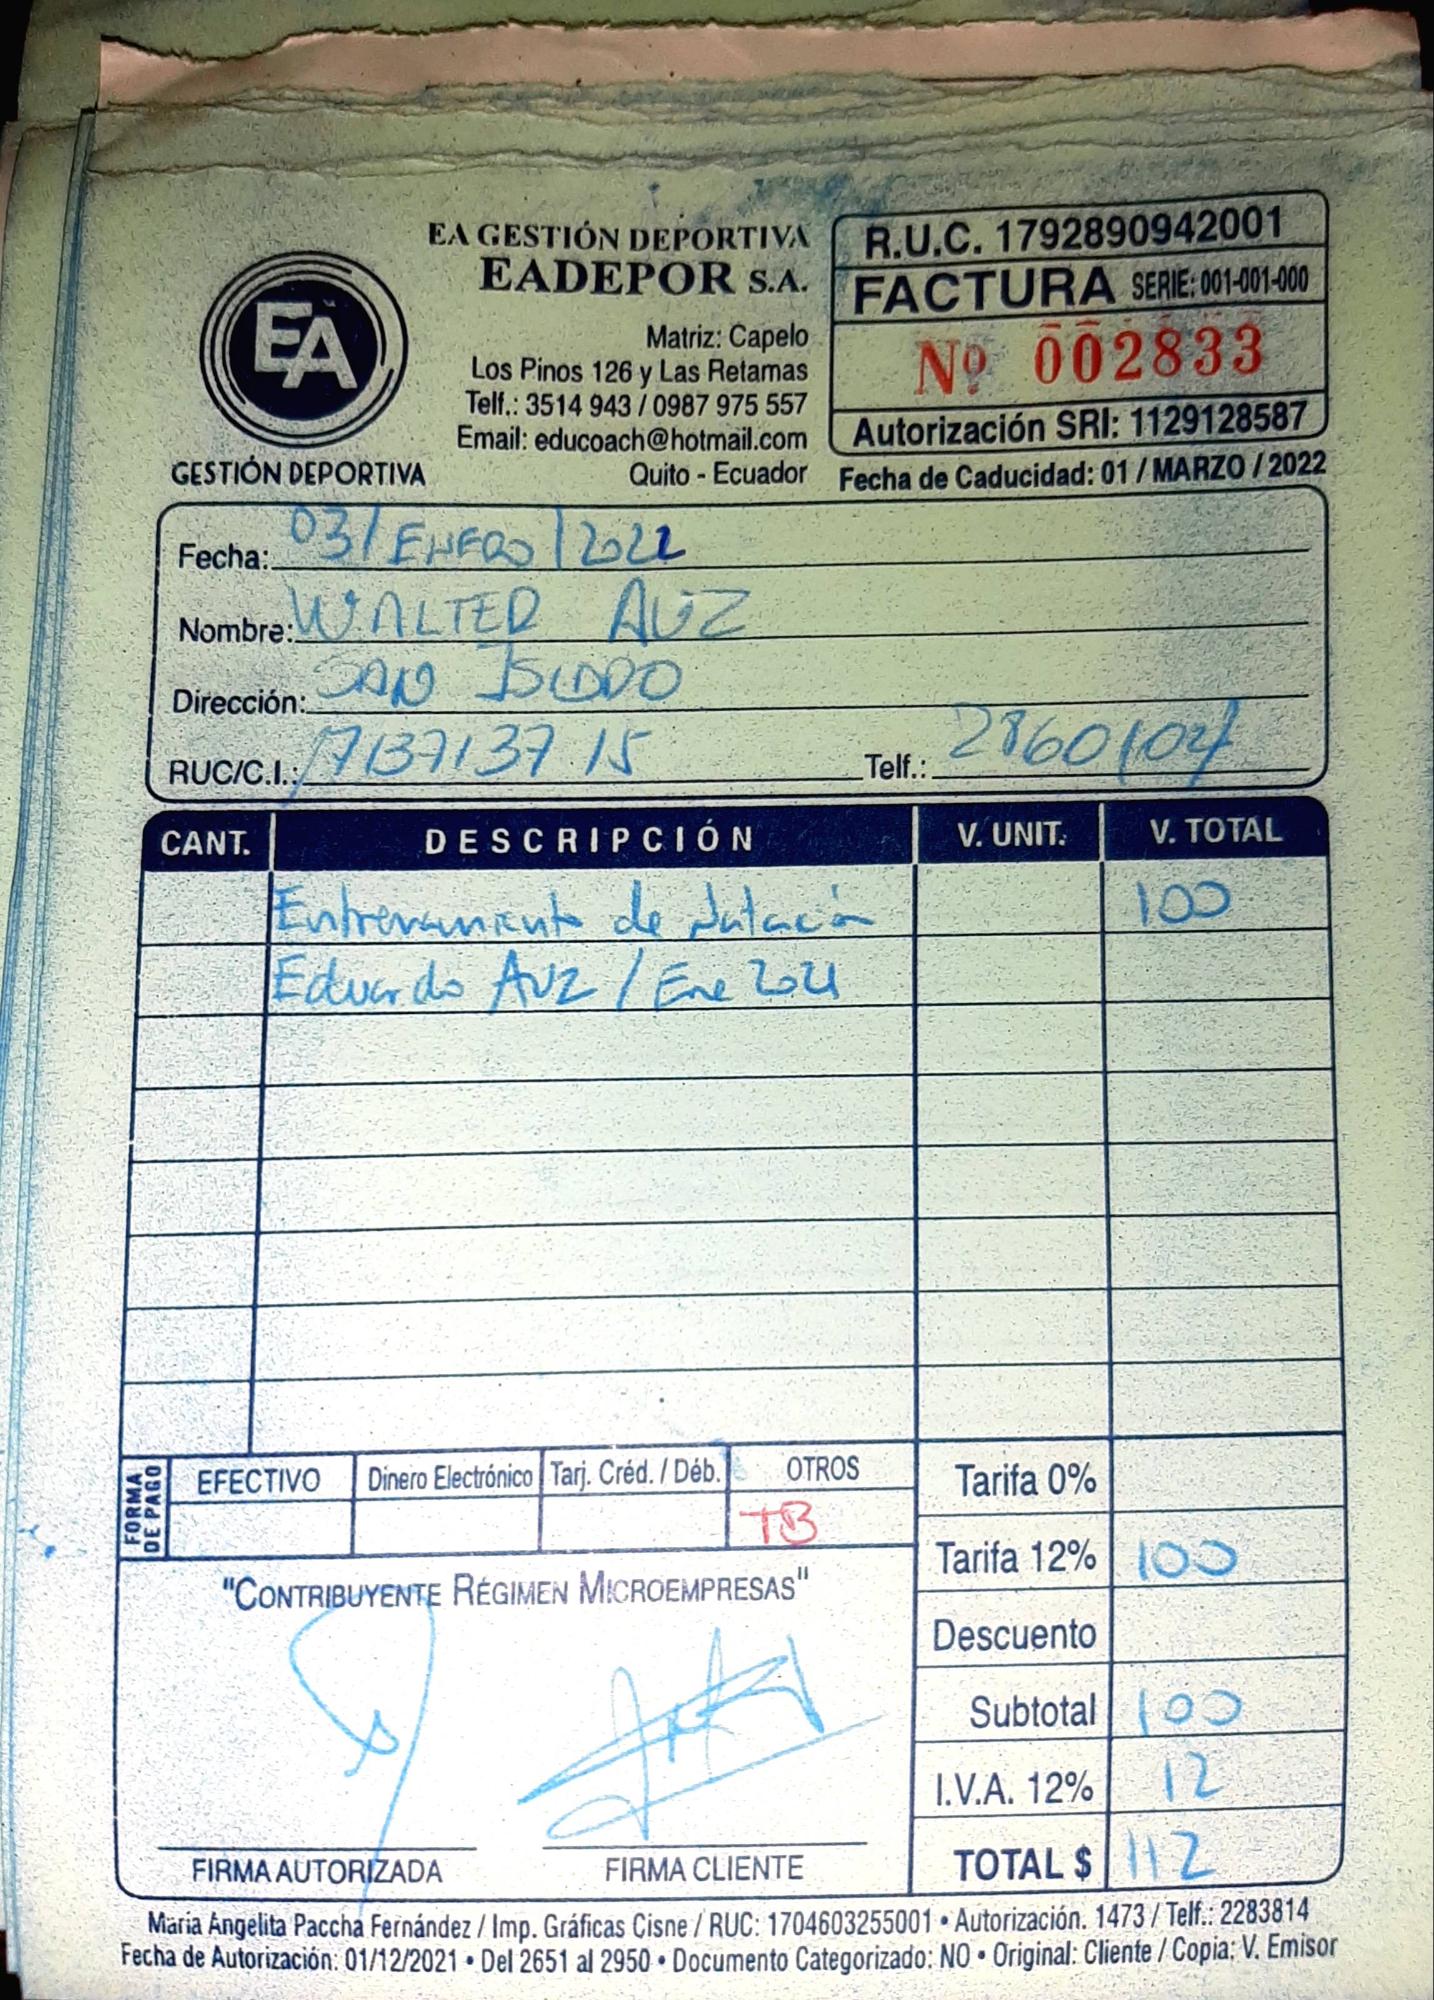 EA GESTIÓN DEPORTIVA
EADEPOR S.A.
Matriz: Capelo
Los Pinos 126 y Las Retamas
Telf.: 3514 943 / 0987 975 557
Email: educoach@hotmail.com
Quito - Ecuador
EA
GESTIÓN DEPORTIVA
R.U.C. 1792890942001
FACTURA SERIE: 001-001-000
Nº 002833
Autorización SRI: 1129128587
Fecha de Caducidad: 01 / MARZO / 2022
Fecha: 03/ENERO/2022
Nombre: WALTER AUZ
Dirección: SAN ISIDRO
RUC/C.I.: 1713713715 Telf.: 2860104
CANT. DESCRIPCIÓN V. UNIT. V. TOTAL
Entrenamiento de Natación 100
Eduardo AUZ / Ene 2021
FORMA DE PAGO
EFECTIVO Dinero Electrónico Tarj. Créd. / Déb. OTROS
TB
Tarifa 0%
Tarifa 12% 100
Descuento
Subtotal 100
I.V.A. 12% 12
TOTAL $ 112
"CONTRIBUYENTE RÉGIMEN MICROEMPRESAS"
FIRMA AUTORIZADA FIRMA CLIENTE
Maria Angelita Paccha Fernández / Imp. Gráficas Cisne / RUC: 1704603255001 • Autorización. 1473 / Telf.: 2283814
Fecha de Autorización: 01/12/2021 • Del 2651 al 2950 • Documento Categorizado: NO • Original: Cliente / Copia: V. Emisor